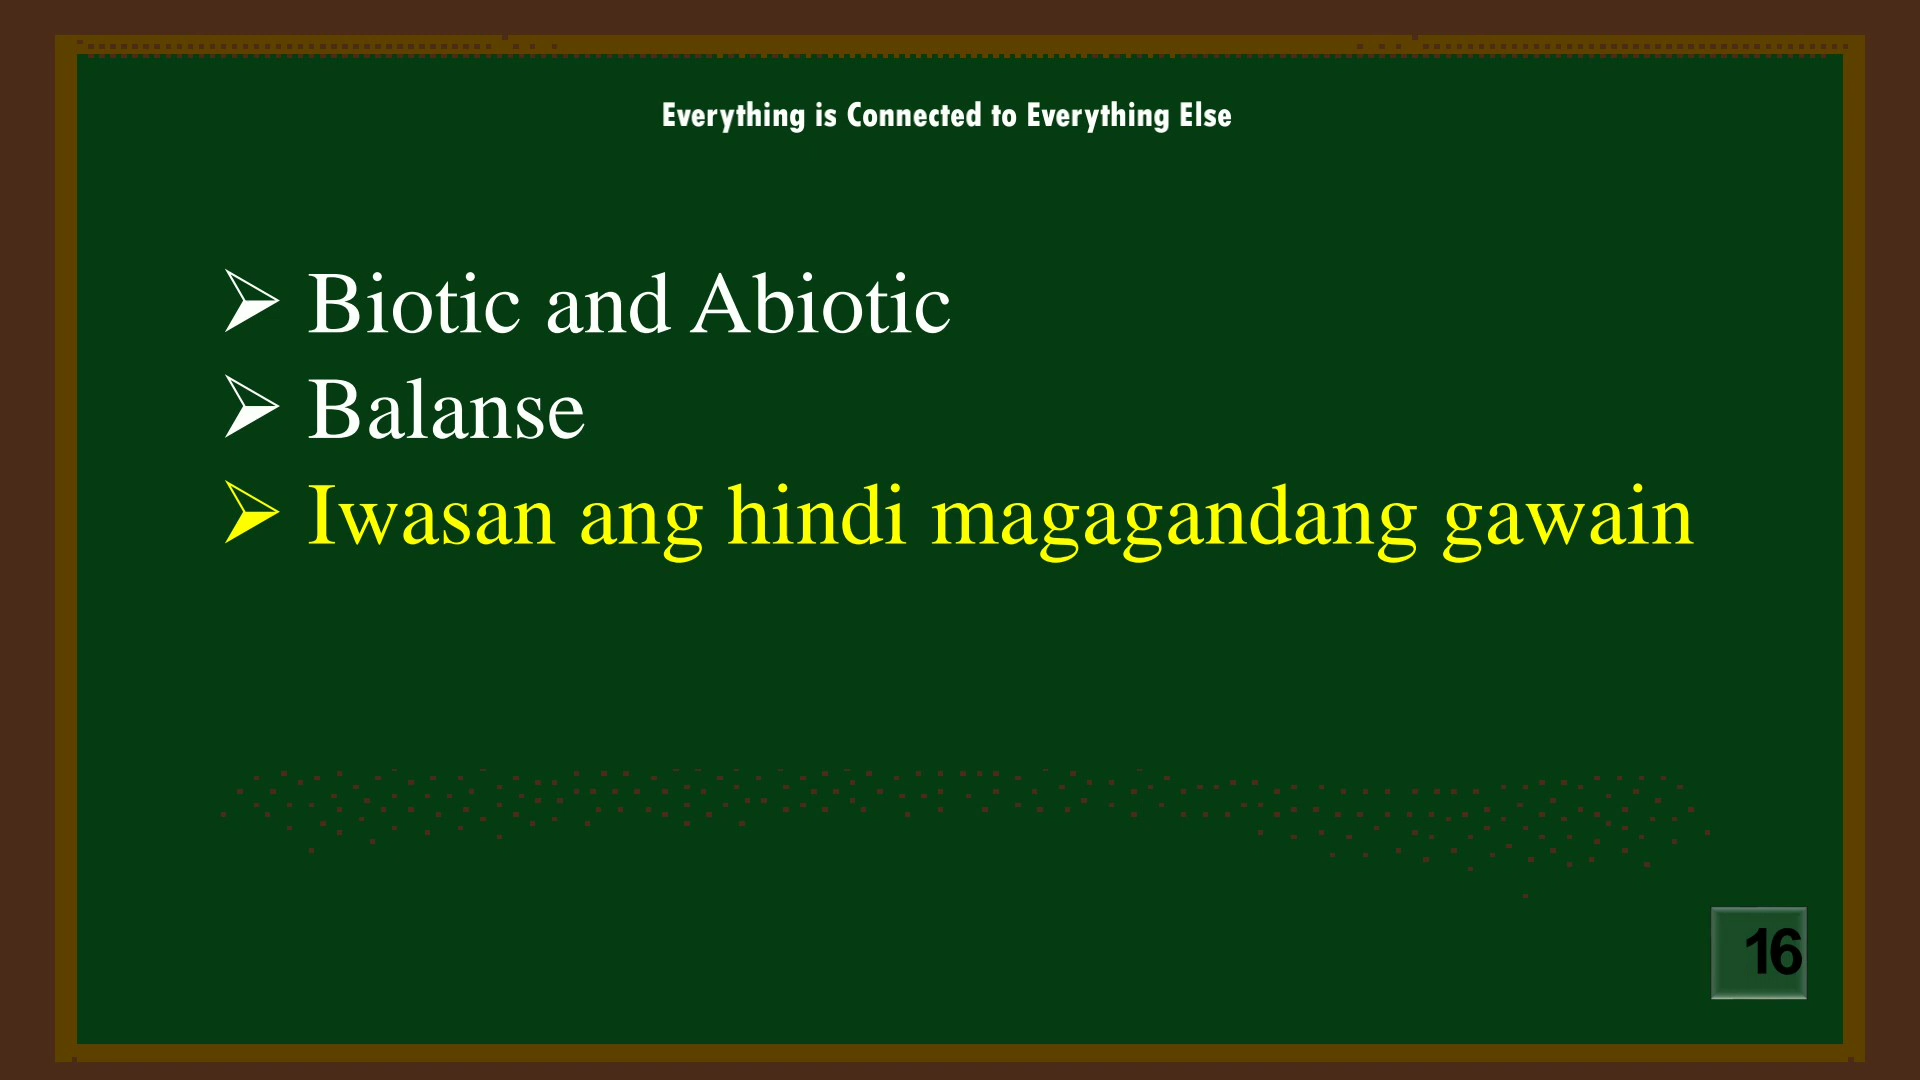 Everything is Connected to Everything Else
➢ Biotic and Abiotic
➢ Balanse
➢ Iwasan ang hindi magagandang gawain
16